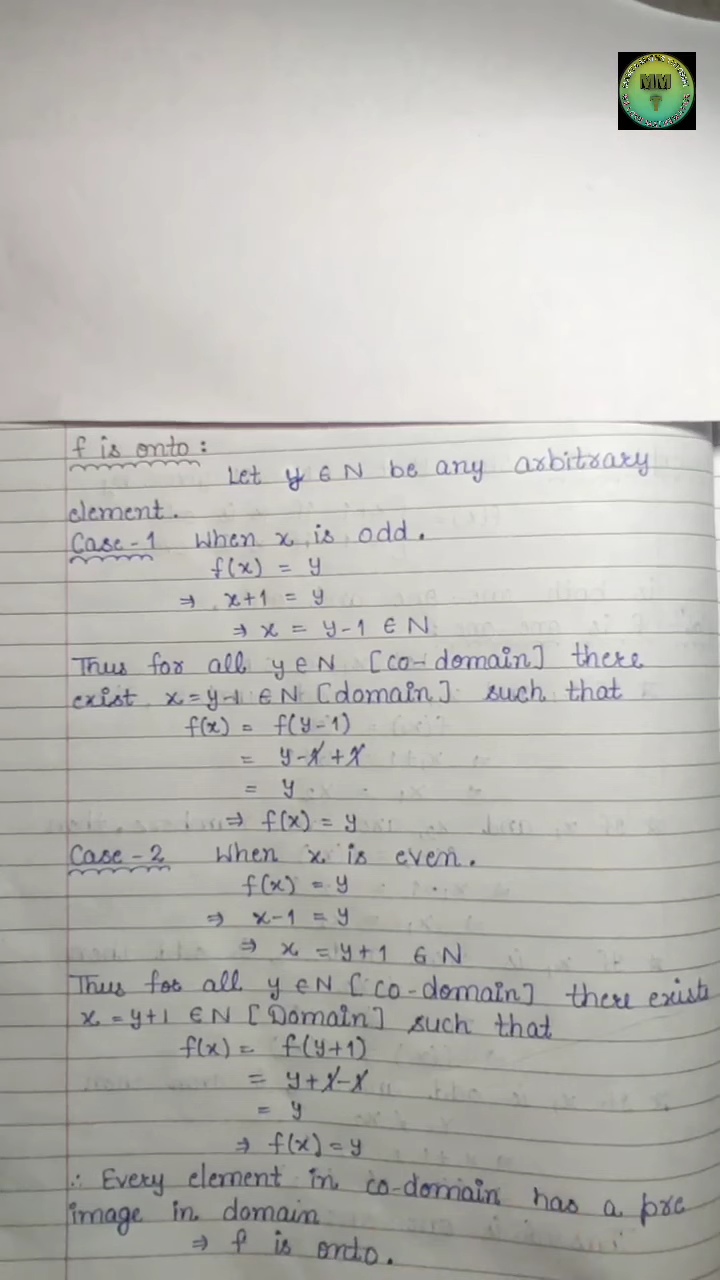 MM
f is onto :
Let y ∈ N be any arbitrary
element.
Case-1 When x is odd.
f(x) = y
⇒ x+1 = y
⇒ x = y-1 ∈ N
Thus for all y ∈ N [co-domain] there
exist x = y-1 ∈ N [domain] such that
f(x) = f(y-1)
= y-1+1
= y
⇒ f(x) = y
Case-2 When x is even.
f(x) = y
⇒ x-1 = y
⇒ x = y+1 ∈ N
Thus for all y ∈ N [co-domain] there exists
x = y+1 ∈ N [Domain] such that
f(x) = f(y+1)
= y+1-1
= y
⇒ f(x) = y
∴ Every element in co-domain has a pre
image in domain
⇒ f is onto.